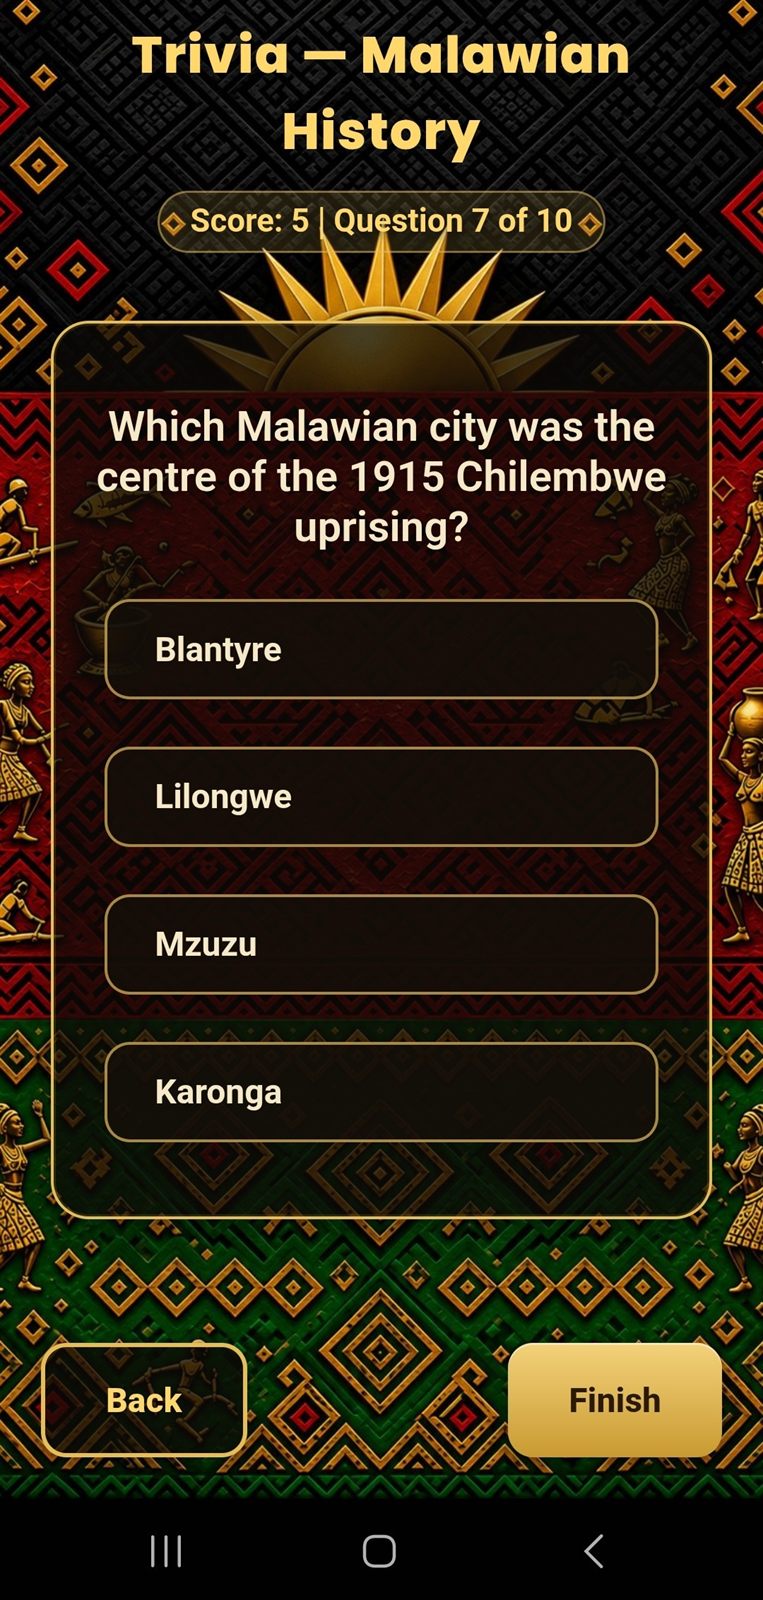 Trivia — Malawian
History
Score: 5 | Question 7 of 10
Which Malawian city was the
centre of the 1915 Chilembwe
uprising?
Blantyre
Lilongwe
Mzuzu
Karonga
Back
Finish